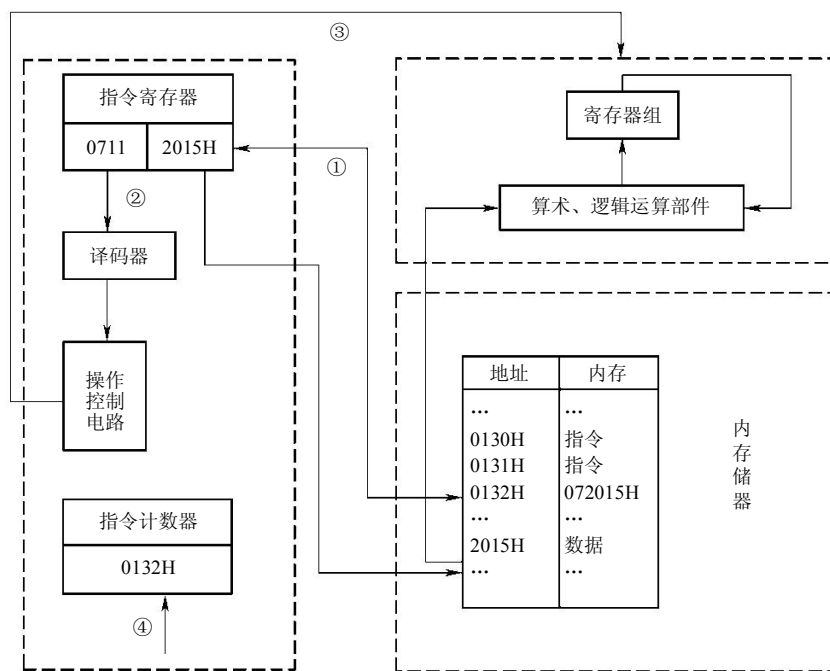 ③
指令寄存器
0711 2015H
①
②
译码器
操作
控制
电路
指令计数器
0132H
④
寄存器组
算术、逻辑运算部件
地址 内存
… …
0130H 指令
0131H 指令
0132H 072015H
… …
2015H 数据
… …
内
存
储
器